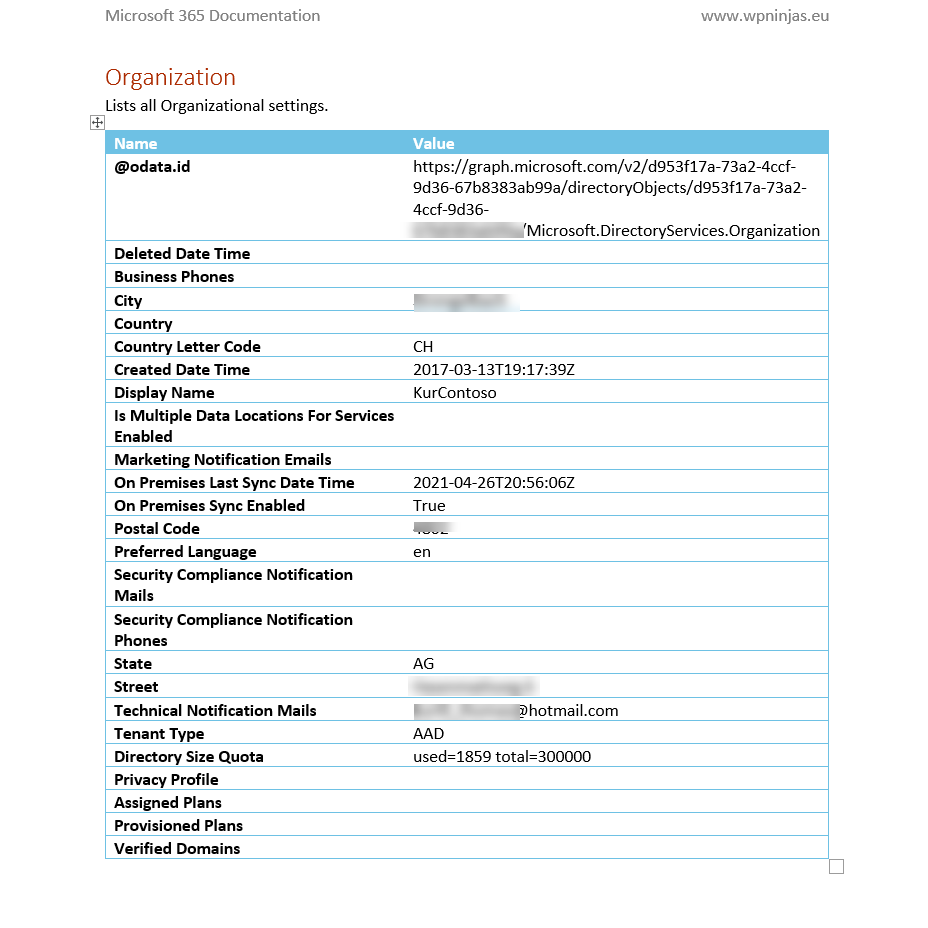 Microsoft 365 Documentation www.wpninjas.eu
Organization
Lists all Organizational settings.
Name Value
@odata.id https://graph.microsoft.com/v2/d953f17a-73a2-4ccf-
9d36-67b8383ab99a/directoryObjects/d953f17a-73a2-
4ccf-9d36-
/Microsoft.DirectoryServices.Organization
Deleted Date Time
Business Phones
City
Country
Country Letter Code CH
Created Date Time 2017-03-13T19:17:39Z
Display Name KurContoso
Is Multiple Data Locations For Services
Enabled
Marketing Notification Emails
On Premises Last Sync Date Time 2021-04-26T20:56:06Z
On Premises Sync Enabled True
Postal Code
Preferred Language en
Security Compliance Notification
Mails
Security Compliance Notification
Phones
State AG
Street
Technical Notification Mails @hotmail.com
Tenant Type AAD
Directory Size Quota used=1859 total=300000
Privacy Profile
Assigned Plans
Provisioned Plans
Verified Domains